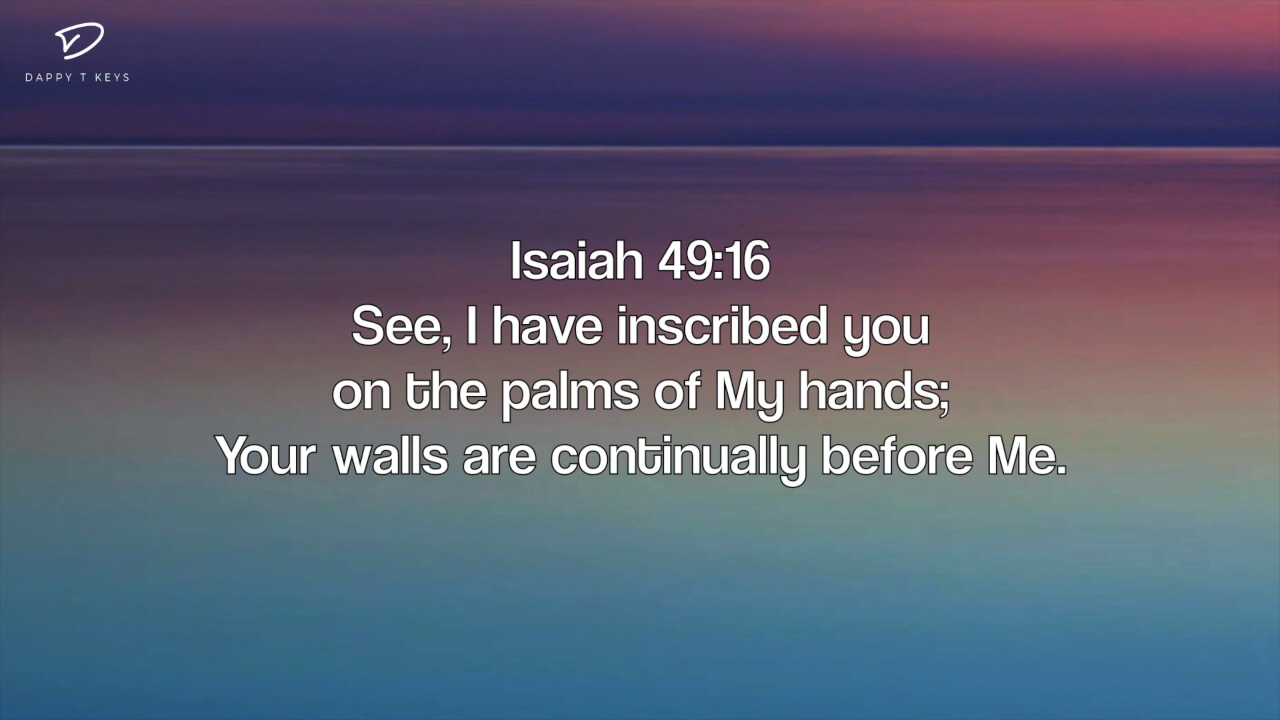 DAPPY T KEYS
Isaiah 49:16
See, I have inscribed you
on the palms of My hands;
Your walls are continually before Me.